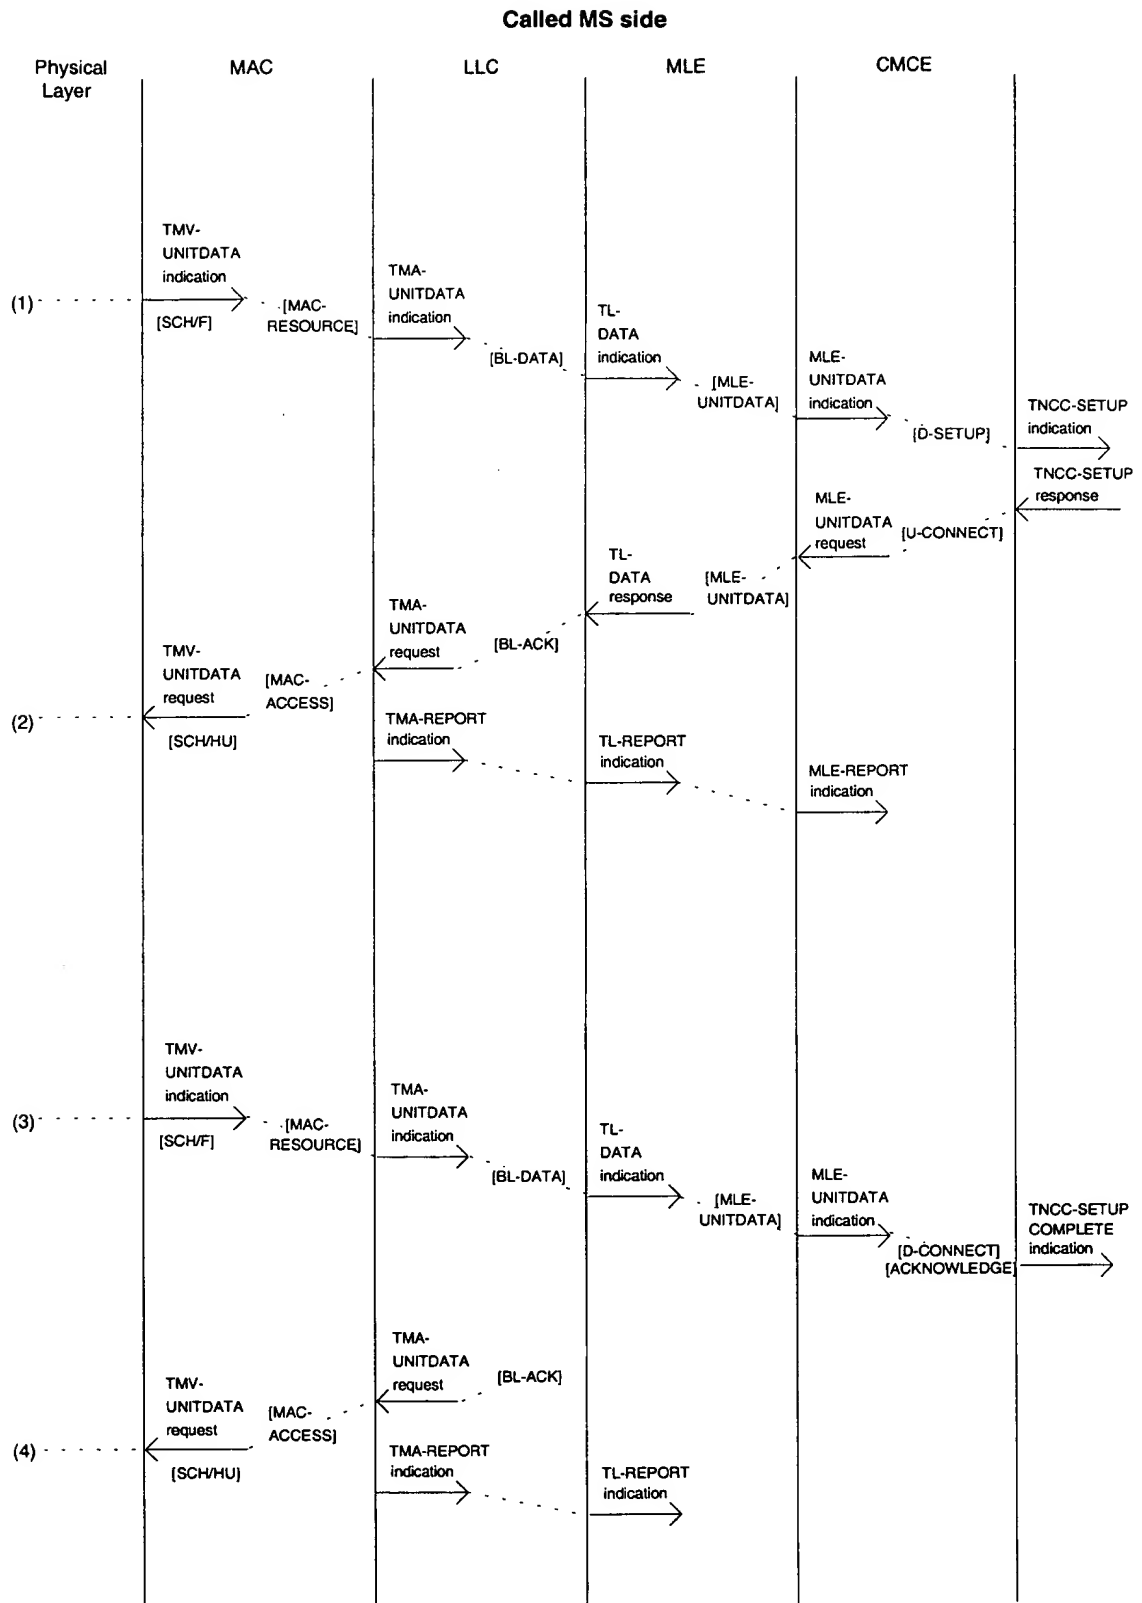 Called MS side
Physical
Layer
MAC
LLC
MLE
CMCE
TMV-
UNITDATA
indication
(1)
[SCH/F]
[MAC-
RESOURCE]
TMA-
UNITDATA
indication
[BL-DATA]
TL-
DATA
indication
[MLE-
UNITDATA]
MLE-
UNITDATA
indication
[D-SETUP]
TNCC-SETUP
indication
TNCC-SETUP
response
[U-CONNECT]
MLE-
UNITDATA
request
[MLE-
UNITDATA]
TL-
DATA
response
[BL-ACK]
TMA-
UNITDATA
request
[MAC-
ACCESS]
TMV-
UNITDATA
request
(2)
[SCH/HU]
TMA-REPORT
indication
TL-REPORT
indication
MLE-REPORT
indication
TMV-
UNITDATA
indication
(3)
[SCH/F]
[MAC-
RESOURCE]
TMA-
UNITDATA
indication
[BL-DATA]
TL-
DATA
indication
[MLE-
UNITDATA]
MLE-
UNITDATA
indication
[D-CONNECT]
[ACKNOWLEDGE]
TNCC-SETUP
COMPLETE
indication
TMA-
UNITDATA
request
[BL-ACK]
TMV-
UNITDATA
request
[MAC-
ACCESS]
(4)
[SCH/HU]
TMA-REPORT
indication
TL-REPORT
indication